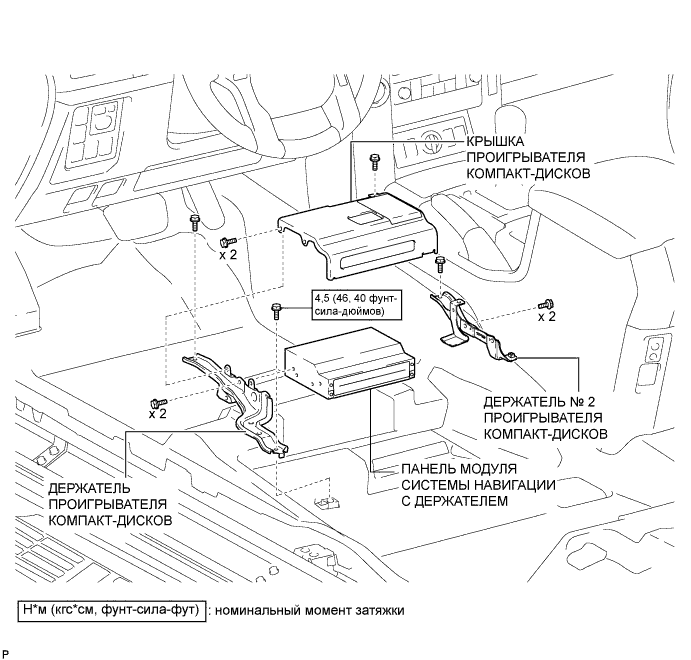 КРЫШКА
ПРОИГРЫВАТЕЛЯ
КОМПАКТ-ДИСКОВ
x 2
4,5 (46, 40 фунт-
сила-дюймов)
x 2
x 2
ДЕРЖАТЕЛЬ № 2
ПРОИГРЫВАТЕЛЯ
КОМПАКТ-ДИСКОВ
ПАНЕЛЬ МОДУЛЯ
СИСТЕМЫ НАВИГАЦИИ
С ДЕРЖАТЕЛЕМ
ДЕРЖАТЕЛЬ
ПРОИГРЫВАТЕЛЯ
КОМПАКТ-ДИСКОВ
Н*м (кгс*см, фунт-сила-фут) : номинальный момент затяжки
P